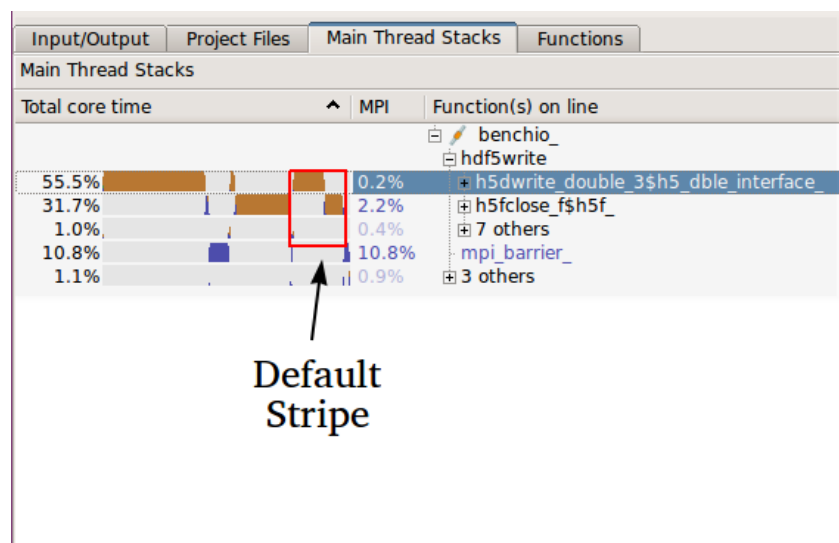 Input/Output Project Files Main Thread Stacks Functions
Main Thread Stacks
Total core time MPI Function(s) on line
benchio_
hdf5write
55.5% 0.2% h5dwrite_double_3$h5_dble_interface_
31.7% 2.2% h5fclose_f$h5f_
1.0% 0.4% 7 others
10.8% 10.8% mpi_barrier_
1.1% 0.9% 3 others
Default
Stripe